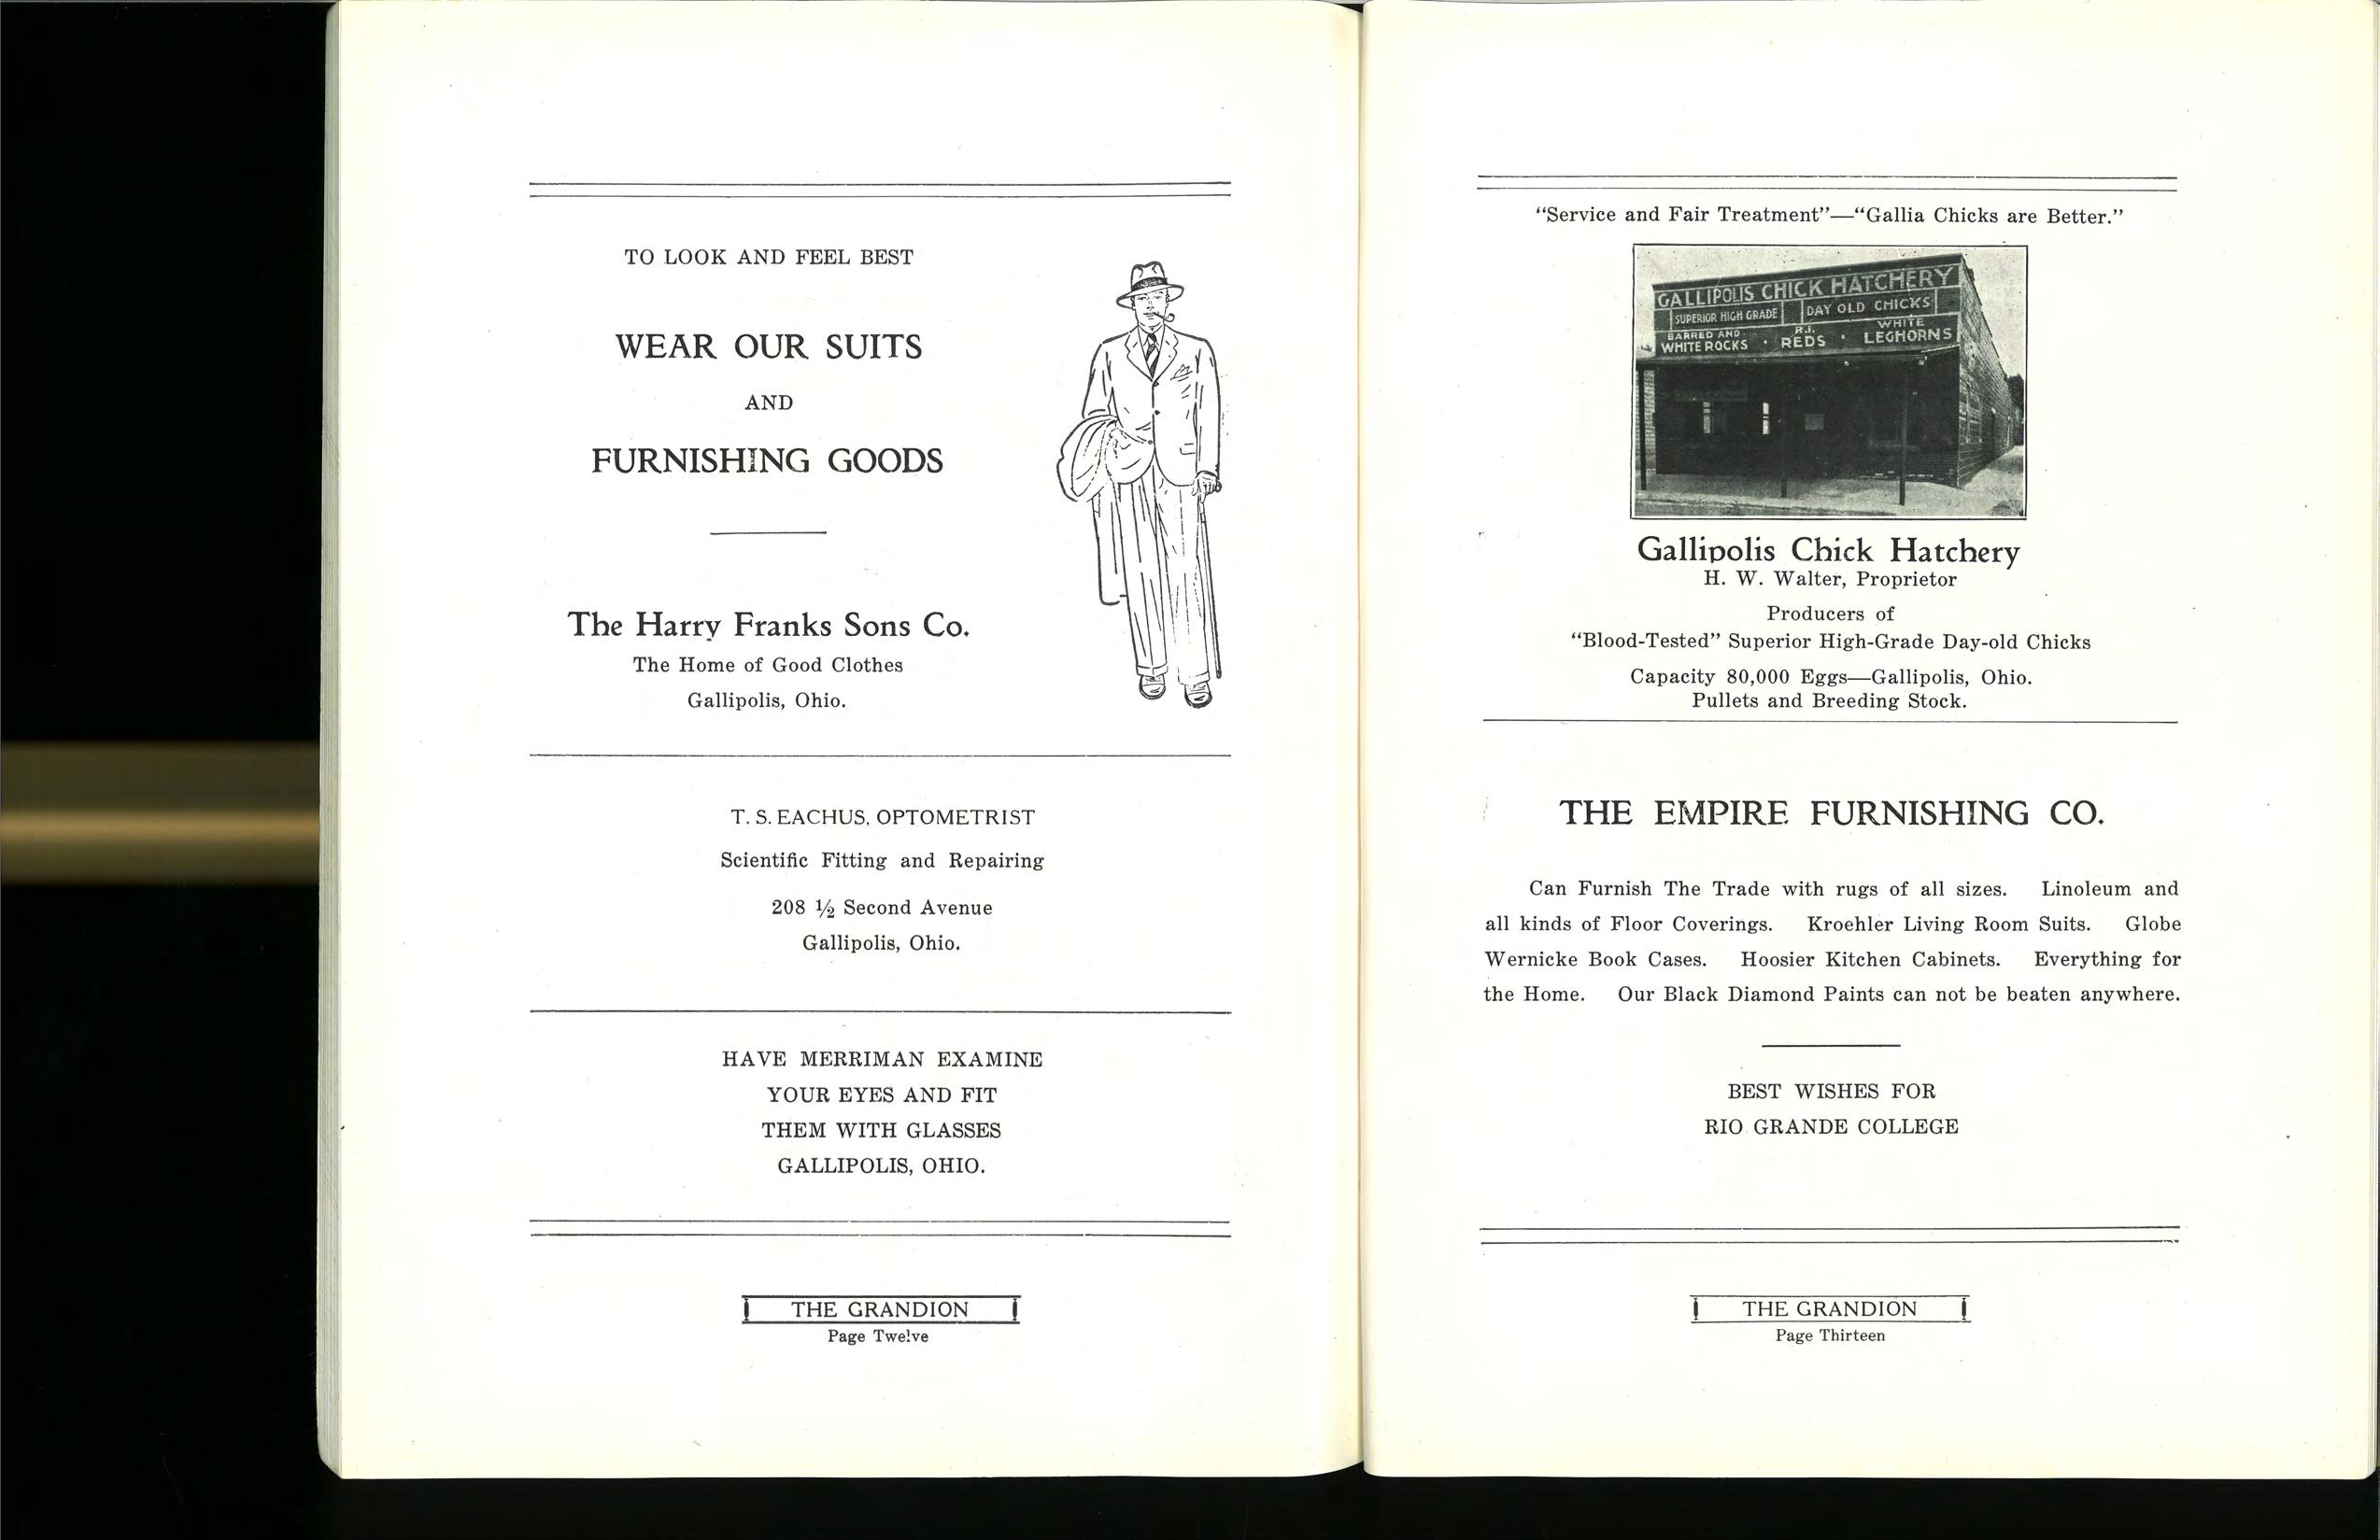 TO LOOK AND FEEL BEST
WEAR OUR SUITS
AND
FURNISHING GOODS
The Harry Franks Sons Co.
The Home of Good Clothes
Gallipolis, Ohio.
T. S. EACHUS, OPTOMETRIST
Scientific Fitting and Repairing
208 ½ Second Avenue
Gallipolis, Ohio.
HAVE MERRIMAN EXAMINE
YOUR EYES AND FIT
THEM WITH GLASSES
GALLIPOLIS, OHIO.
THE GRANDION
Page Twelve
“Service and Fair Treatment”—“Gallia Chicks are Better.”
GALLIPOLIS CHICK HATCHERY
SUPERIOR HIGH GRADE DAY OLD CHICKS
BARRED AND WHITE ROCKS · R.I. REDS · WHITE LEGHORNS
Gallipolis Chick Hatchery
H. W. Walter, Proprietor
Producers of
“Blood-Tested” Superior High-Grade Day-old Chicks
Capacity 80,000 Eggs—Gallipolis, Ohio.
Pullets and Breeding Stock.
THE EMPIRE FURNISHING CO.
Can Furnish The Trade with rugs of all sizes. Linoleum and
all kinds of Floor Coverings. Kroehler Living Room Suits. Globe
Wernicke Book Cases. Hoosier Kitchen Cabinets. Everything for
the Home. Our Black Diamond Paints can not be beaten anywhere.
BEST WISHES FOR
RIO GRANDE COLLEGE
THE GRANDION
Page Thirteen